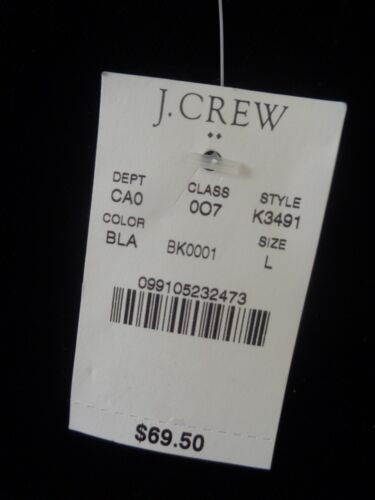 J.CREW
DEPT CLASS STYLE
CA0 007 K3491
COLOR SIZE
BLA BK0001 L
099105232473
$69.50